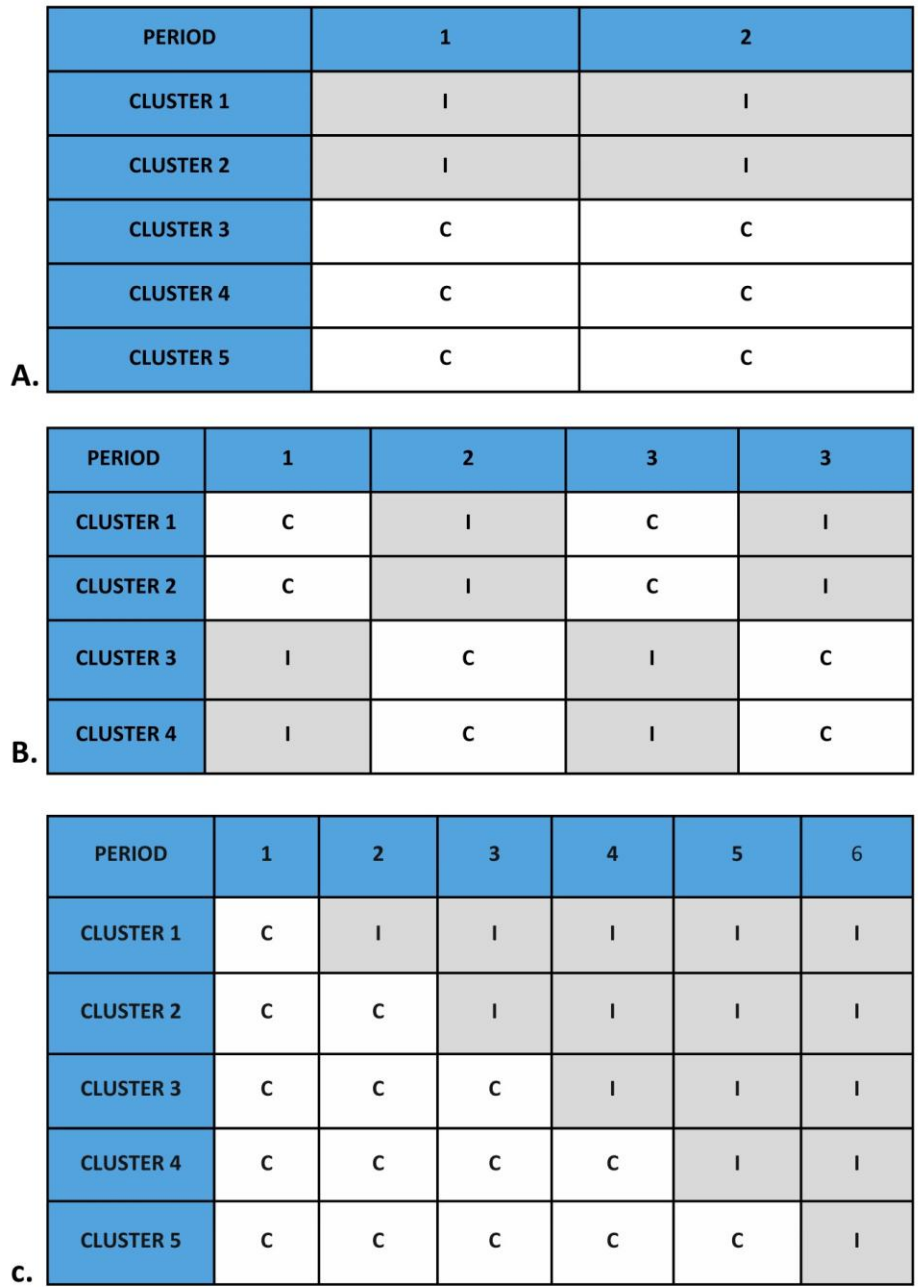 PERIOD 1 2
CLUSTER 1 I I
CLUSTER 2 I I
CLUSTER 3 C C
CLUSTER 4 C C
CLUSTER 5 C C
A.
PERIOD 1 2 3 3
CLUSTER 1 C I C I
CLUSTER 2 C I C I
CLUSTER 3 I C I C
CLUSTER 4 I C I C
B.
PERIOD 1 2 3 4 5 6
CLUSTER 1 C I I I I I
CLUSTER 2 C C I I I I
CLUSTER 3 C C C I I I
CLUSTER 4 C C C C I I
CLUSTER 5 C C C C C I
c.